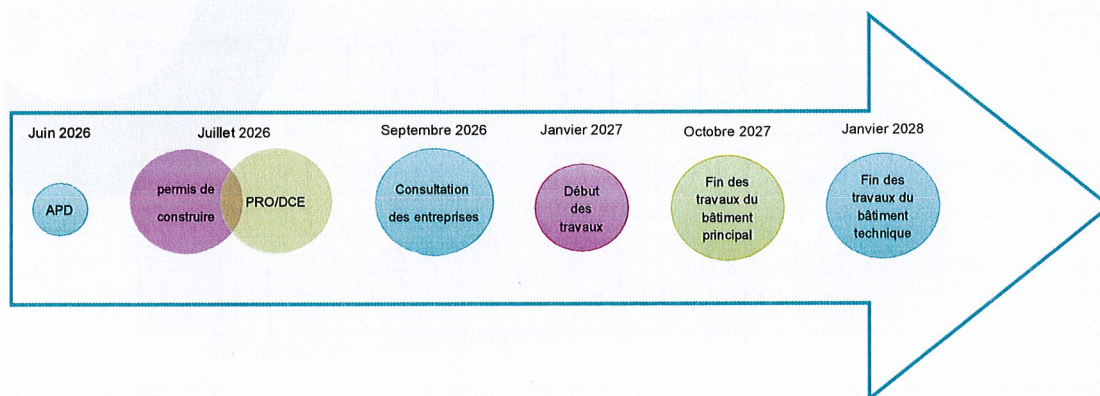 Juin 2026
Juillet 2026
Septembre 2026
Janvier 2027
Octobre 2027
Janvier 2028
APD
permis de
construire
PRO/DCE
Consultation
des entreprises
Début
des
travaux
Fin des
travaux du
bâtiment
principal
Fin des
travaux du
bâtiment
technique